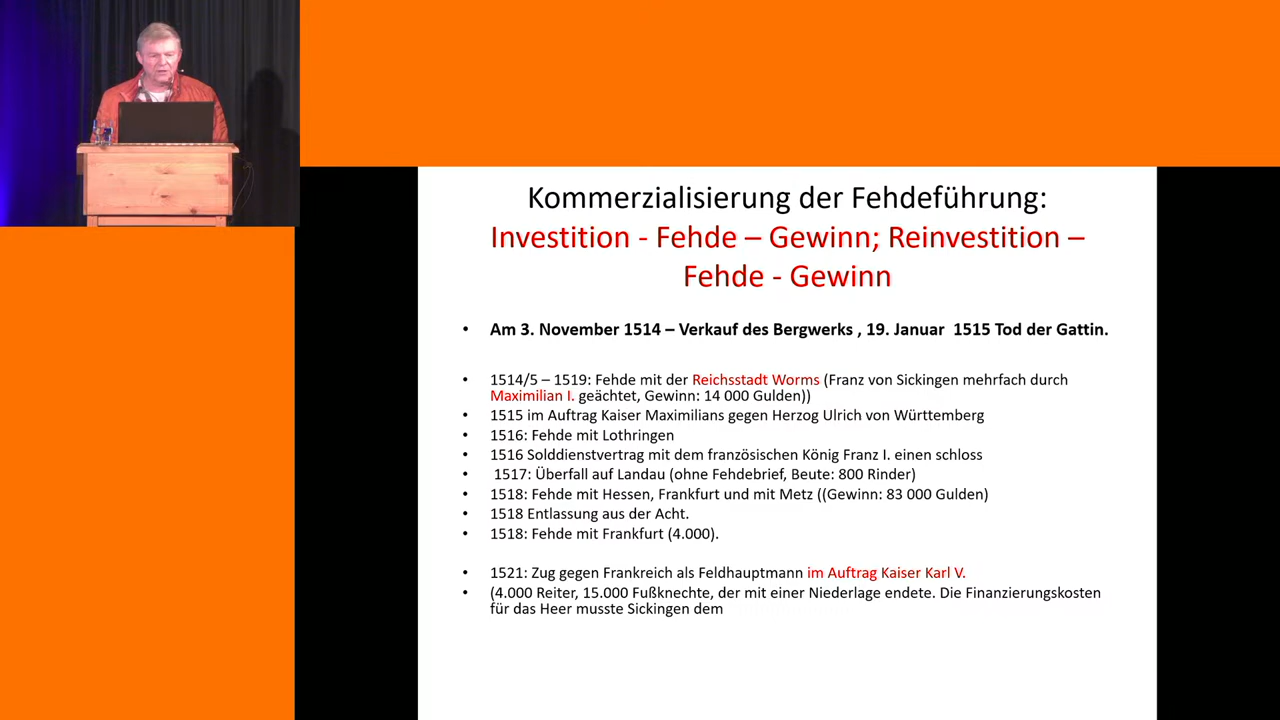 Kommerzialisierung der Fehdeführung:
Investition - Fehde – Gewinn; Reinvestition –
Fehde - Gewinn
• Am 3. November 1514 – Verkauf des Bergwerks , 19. Januar  1515 Tod der Gattin.
• 1514/5 – 1519: Fehde mit der Reichsstadt Worms (Franz von Sickingen mehrfach durch
Maximilian I. geächtet, Gewinn: 14 000 Gulden))
• 1515 im Auftrag Kaiser Maximilians gegen Herzog Ulrich von Württemberg
• 1516: Fehde mit Lothringen
• 1516 Solddienstvertrag mit dem französischen König Franz I. einen schloss
• 1517: Überfall auf Landau (ohne Fehdebrief, Beute: 800 Rinder)
• 1518: Fehde mit Hessen, Frankfurt und mit Metz ((Gewinn: 83 000 Gulden)
• 1518 Entlassung aus der Acht.
• 1518: Fehde mit Frankfurt (4.000).
• 1521: Zug gegen Frankreich als Feldhauptmann im Auftrag Kaiser Karl V.
• (4.000 Reiter, 15.000 Fußknechte, der mit einer Niederlage endete. Die Finanzierungskosten
für das Heer musste Sickingen dem